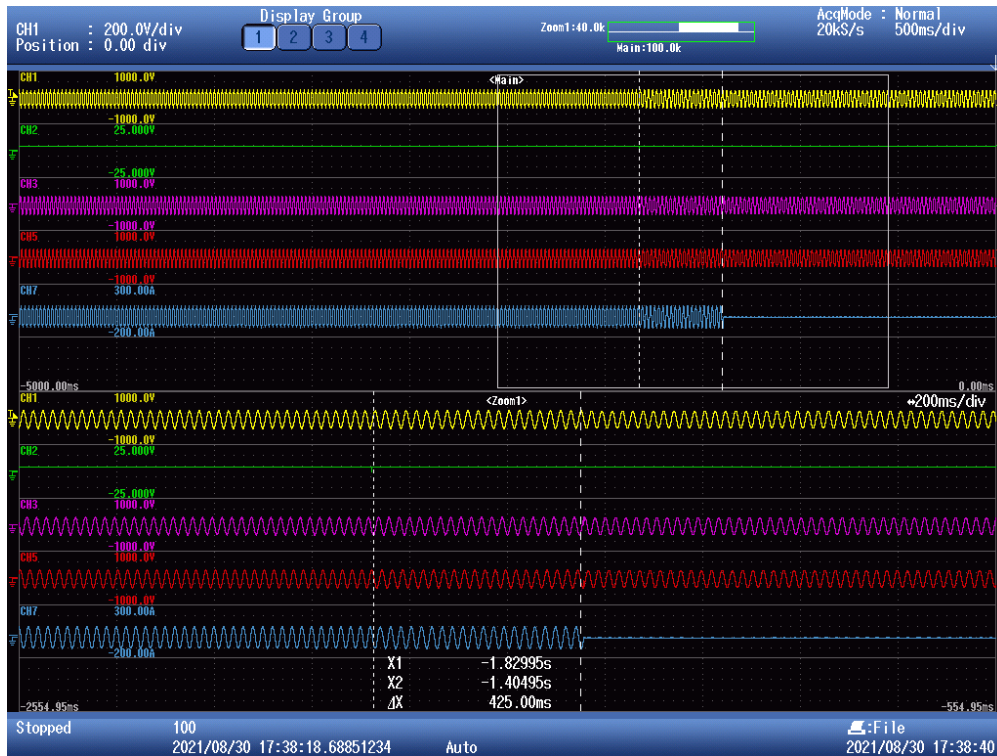 CH1 : 200.0V/div
Position : 0.00 div
Display Group
1 2 3 4
Zoom1:40.0k
Main:100.0k
AcqMode : Normal
20kS/s 500ms/div
CH1 1000.0V
<Main>
-1000.0V
CH2 25.000V
-25.000V
CH3 1000.0V
-1000.0V
CH5 1000.0V
-1000.0V
CH7 300.00A
-200.00A
-5000.00ms 0.00ms
CH1 1000.0V
<Zoom1>
↔200ms/div
-1000.0V
CH2 25.000V
-25.000V
CH3 1000.0V
-1000.0V
CH5 1000.0V
-1000.0V
CH7 300.00A
-200.00A
X1 -1.82995s
X2 -1.40495s
ΔX 425.00ms
-2554.95ms -554.95ms
Stopped 100
2021/08/30 17:38:18.68851234 Auto
:File
2021/08/30 17:38:40